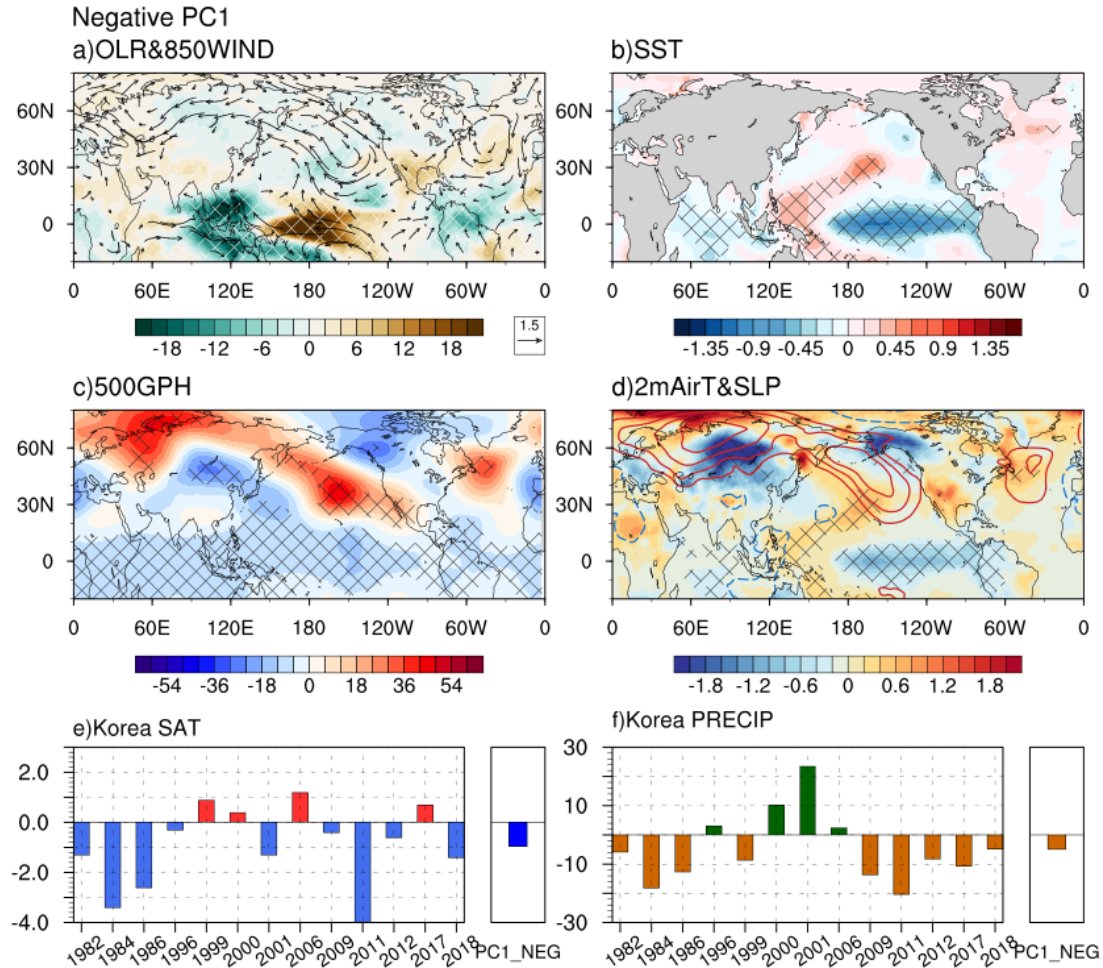 Negative PC1
a)OLR&850WIND
b)SST
60N
30N
0
0 60E 120E 180 120W 60W 0
-18 -12 -6 0 6 12 18
1.5
60N
30N
0
0 60E 120E 180 120W 60W 0
-1.35 -0.9 -0.45 0 0.45 0.9 1.35
c)500GPH
d)2mAirT&SLP
60N
30N
0
0 60E 120E 180 120W 60W 0
-54 -36 -18 0 18 36 54
60N
30N
0
0 60E 120E 180 120W 60W 0
-1.8 -1.2 -0.6 0 0.6 1.2 1.8
e)Korea SAT
2.0
0.0
-2.0
-4.0
1982 1984 1986 1996 1999 2000 2001 2006 2009 2011 2012 2017 2018
PC1_NEG
f)Korea PRECIP
30
10
-10
-30
1982 1984 1986 1996 1999 2000 2001 2006 2009 2011 2012 2017 2018
PC1_NEG